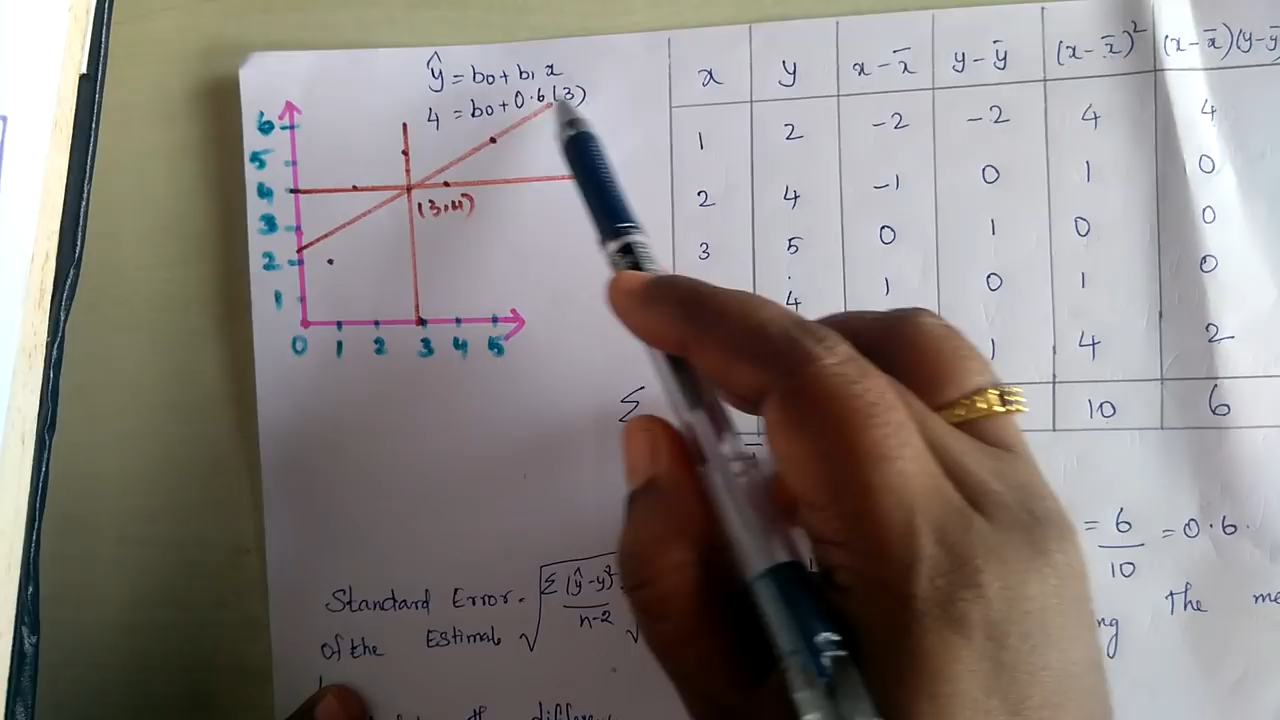 ŷ = b0 + b1 x
4 = b0 + 0.6(3)
6
5
4
3
2
1
(3,4)
0 1 2 3 4 5
x y x-x̄ y-ȳ (x-x̄)² (x-x̄)(y-ȳ
1 2 -2 -2 4 4
2 4 -1 0 1 0
3 5 0 1 0 0
4 1 0 1 0
1 4 2
Σ 10 6
= 6/10 = 0.6.
Standard Error. √ Σ(ŷ-y)² / n-2 √
of the Estimat
ng The me